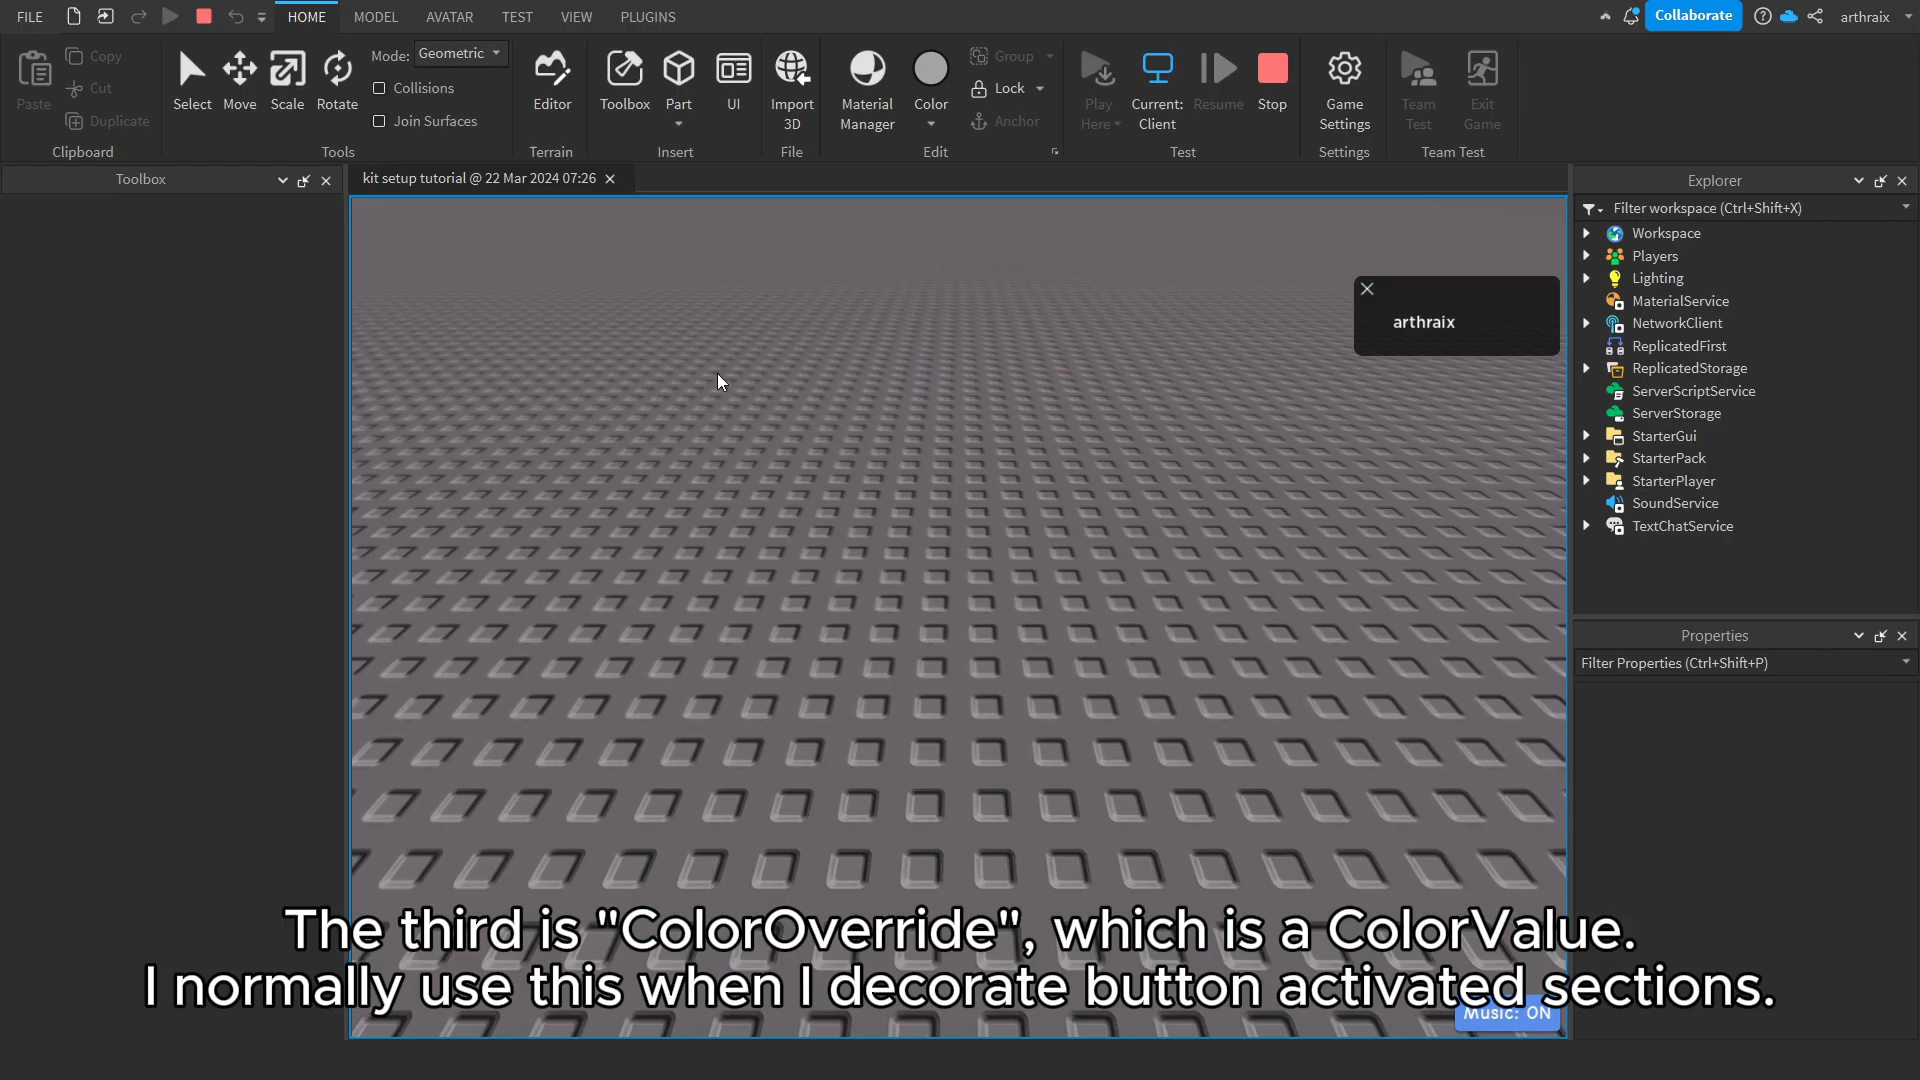 FILE
HOME
MODEL
AVATAR
TEST
VIEW
PLUGINS
Collaborate
arthraix
Paste
Copy
Cut
Duplicate
Clipboard
Select
Move
Scale
Rotate
Mode: Geometric
Collisions
Join Surfaces
Tools
Editor
Terrain
Toolbox
Part
UI
Insert
Import
3D
File
Material
Manager
Color
Group
Lock
Anchor
Edit
Play
Here
Current:
Client
Resume
Stop
Test
Game
Settings
Settings
Team
Test
Exit
Game
Team Test
Toolbox
kit setup tutorial @ 22 Mar 2024 07:26
arthraix
The third is "ColorOverride", which is a ColorValue.
I normally use this when I decorate button activated sections.
Music: ON
Explorer
Filter workspace (Ctrl+Shift+X)
Workspace
Players
Lighting
MaterialService
NetworkClient
ReplicatedFirst
ReplicatedStorage
ServerScriptService
ServerStorage
StarterGui
StarterPack
StarterPlayer
SoundService
TextChatService
Properties
Filter Properties (Ctrl+Shift+P)